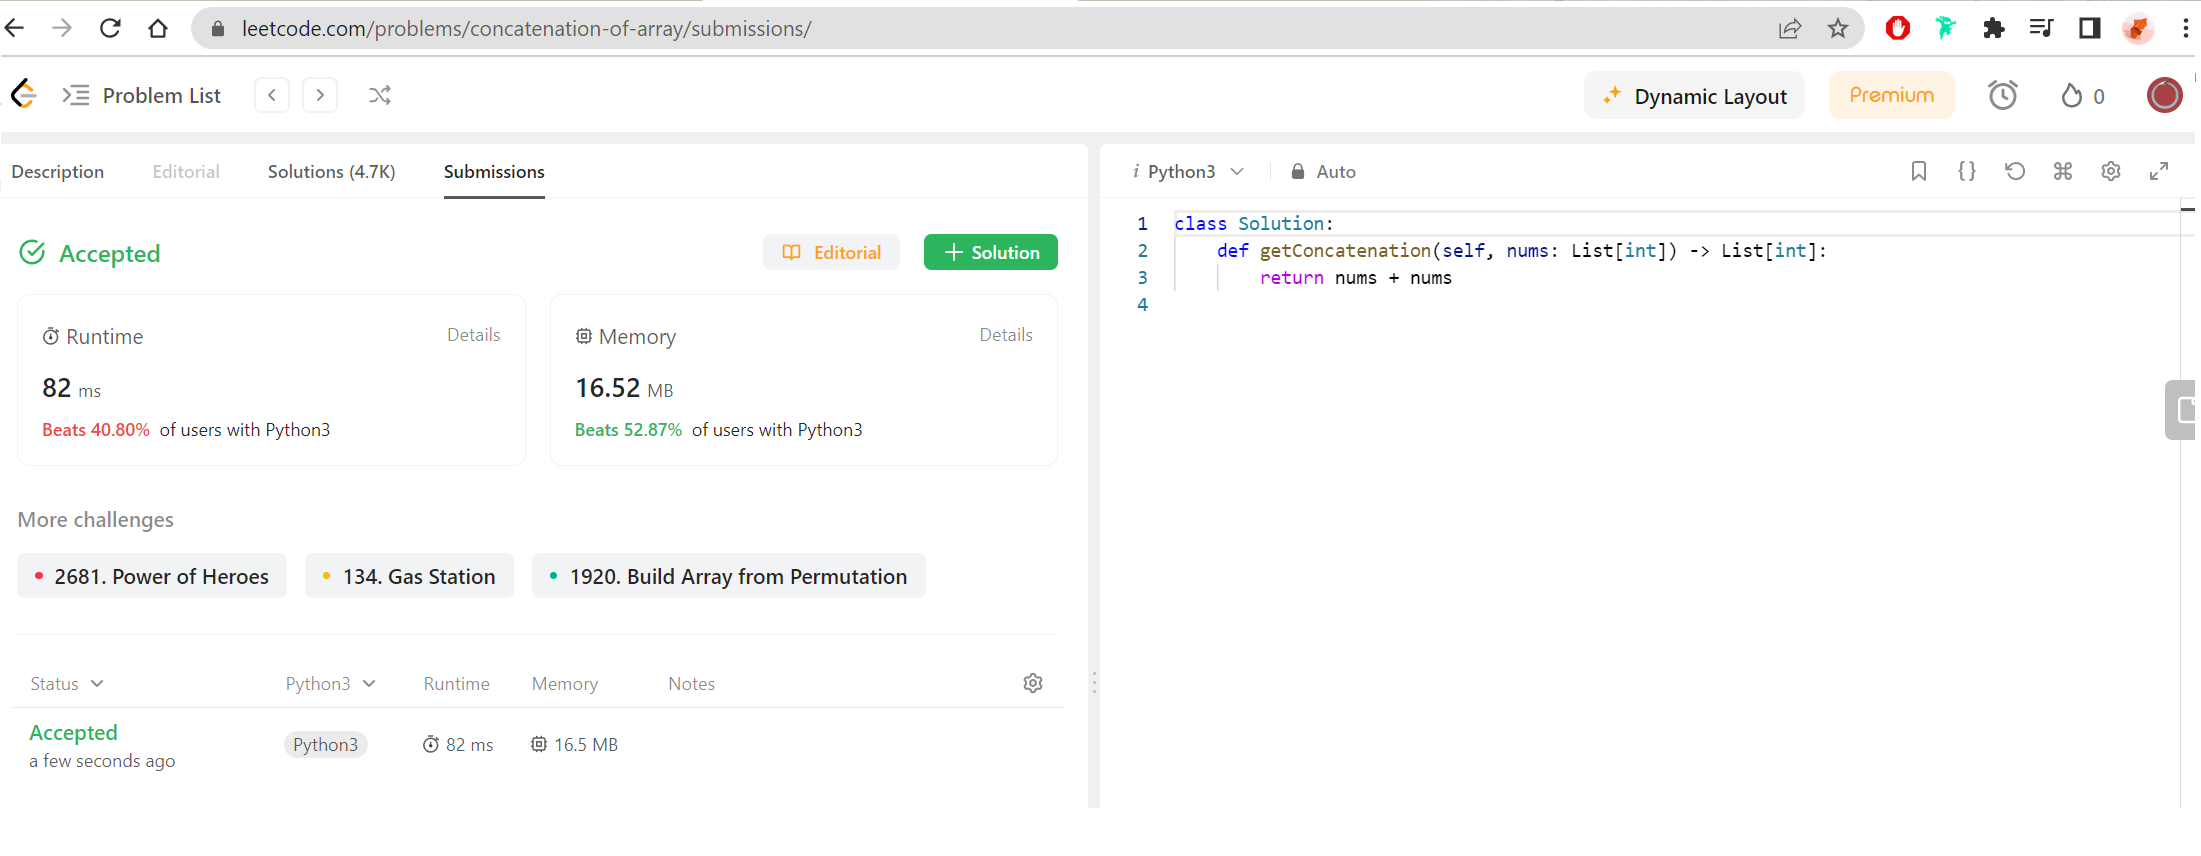 leetcode.com/problems/concatenation-of-array/submissions/
Problem List
Dynamic Layout
Premium
0
Description Editorial Solutions (4.7K) Submissions
Accepted
Editorial
+ Solution
Runtime Details
82 ms
Beats 40.80% of users with Python3
Memory Details
16.52 MB
Beats 52.87% of users with Python3
More challenges
2681. Power of Heroes
134. Gas Station
1920. Build Array from Permutation
Status Python3 Runtime Memory Notes
Accepted Python3 82 ms 16.5 MB
a few seconds ago
i Python3 Auto
1 class Solution:
2 def getConcatenation(self, nums: List[int]) -> List[int]:
3 return nums + nums
4